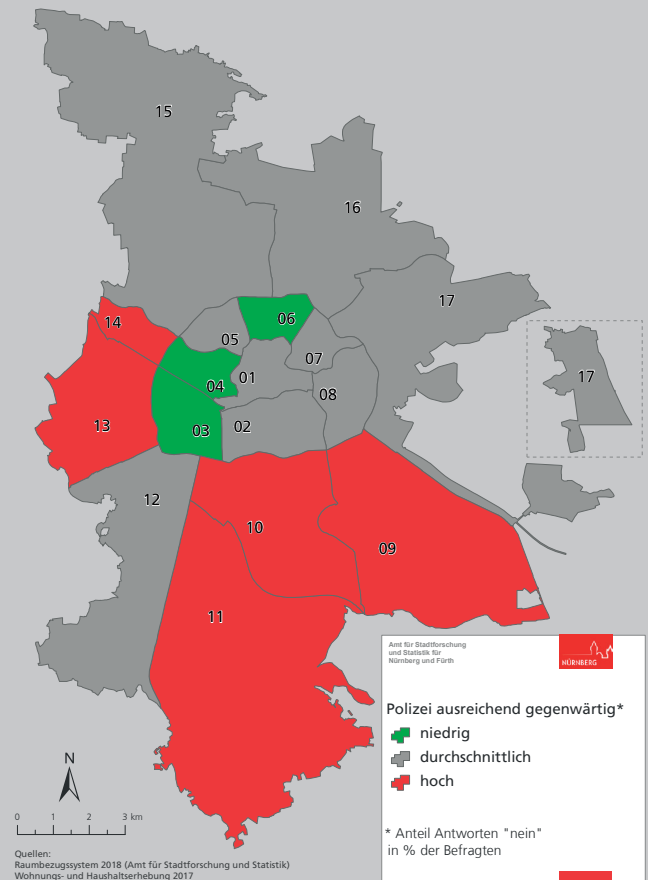 15
16
17
14
06
05
07
17
04
01
08
13
03
02
12
10
09
11
Amt für Stadtforschung
und Statistik für
Nürnberg und Fürth
NÜRNBERG
Polizei ausreichend gegenwärtig*
niedrig
durchschnittlich
hoch
* Anteil Antworten "nein"
in % der Befragten
N
0 1 2 3 km
Quellen:
Raumbezugssystem 2018 (Amt für Stadtforschung und Statistik)
Wohnungs- und Haushaltserhebung 2017